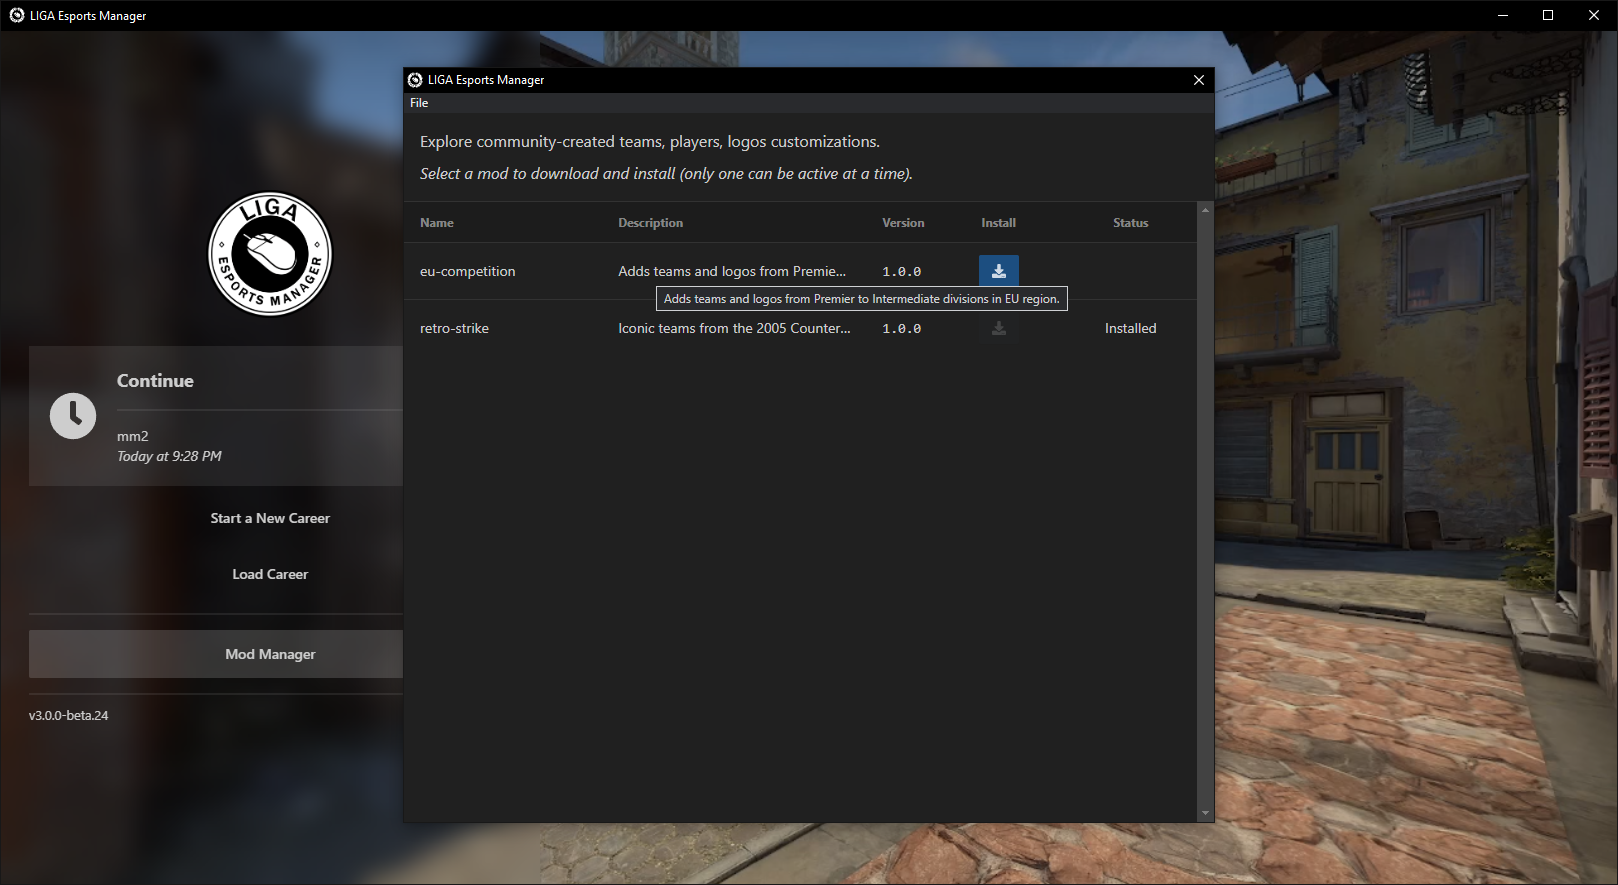 LIGA Esports Manager
LIGA Esports Manager
File
Explore community-created teams, players, logos customizations.
Select a mod to download and install (only one can be active at a time).
Name Description Version Install Status
eu-competition Adds teams and logos from Premie... 1.0.0
Adds teams and logos from Premier to Intermediate divisions in EU region.
retro-strike Iconic teams from the 2005 Counter... 1.0.0 Installed
LIGA
ESPORTS MANAGER
Continue
mm2
Today at 9:28 PM
Start a New Career
Load Career
Mod Manager
v3.0.0-beta.24